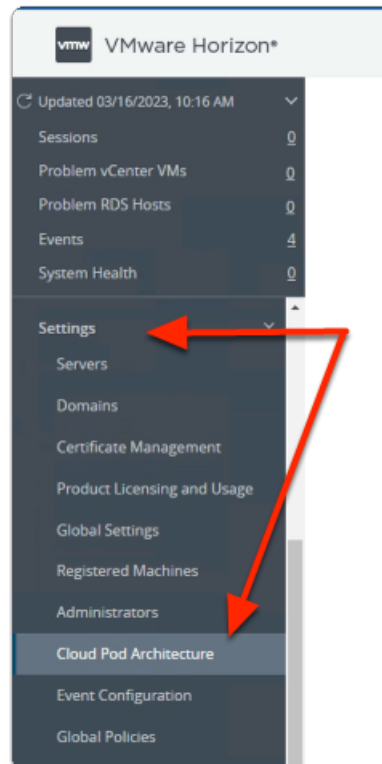 vmw VMware Horizon®
Updated 03/16/2023, 10:16 AM
Sessions 0
Problem vCenter VMs 0
Problem RDS Hosts 0
Events 4
System Health 0
Settings
Servers
Domains
Certificate Management
Product Licensing and Usage
Global Settings
Registered Machines
Administrators
Cloud Pod Architecture
Event Configuration
Global Policies